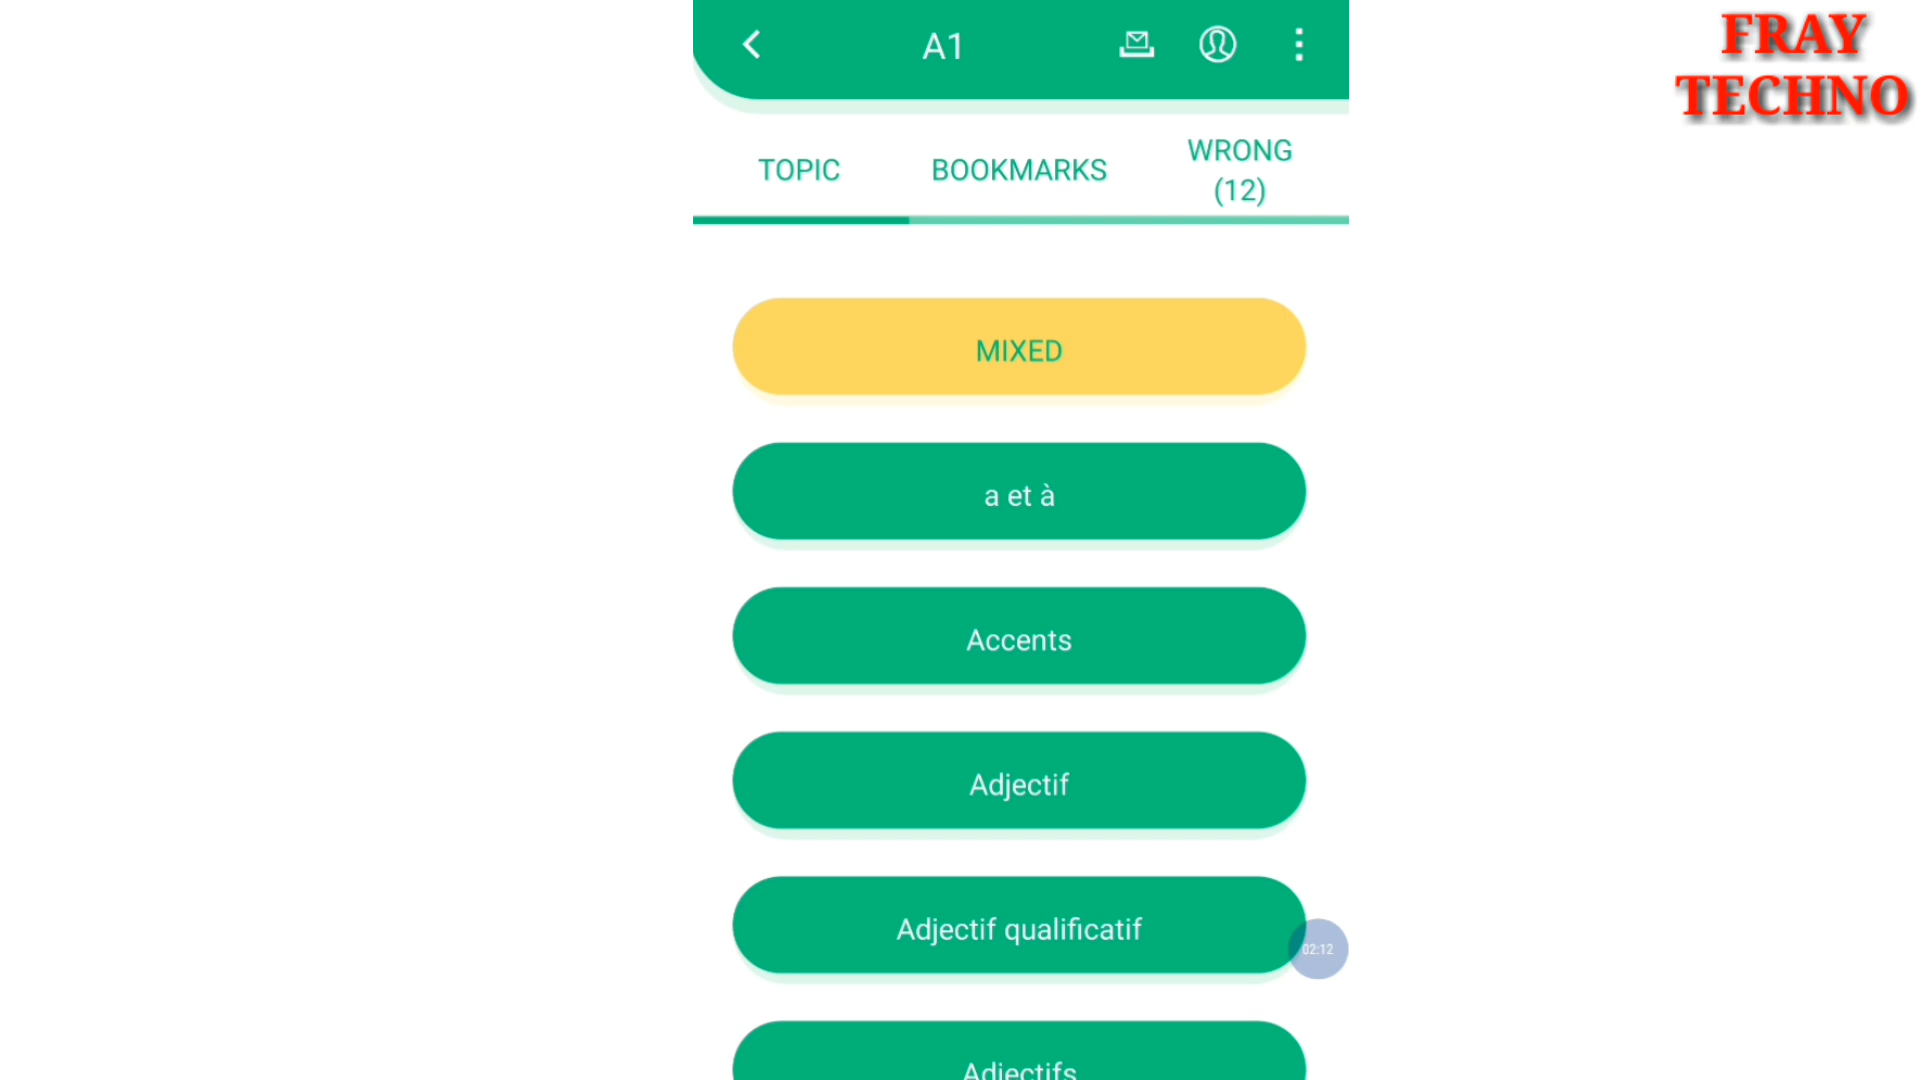 A1
FRAY
TECHNO
TOPIC
BOOKMARKS
WRONG
(12)
MIXED
a et à
Accents
Adjectif
Adjectif qualificatif
02:12
Adjectifs